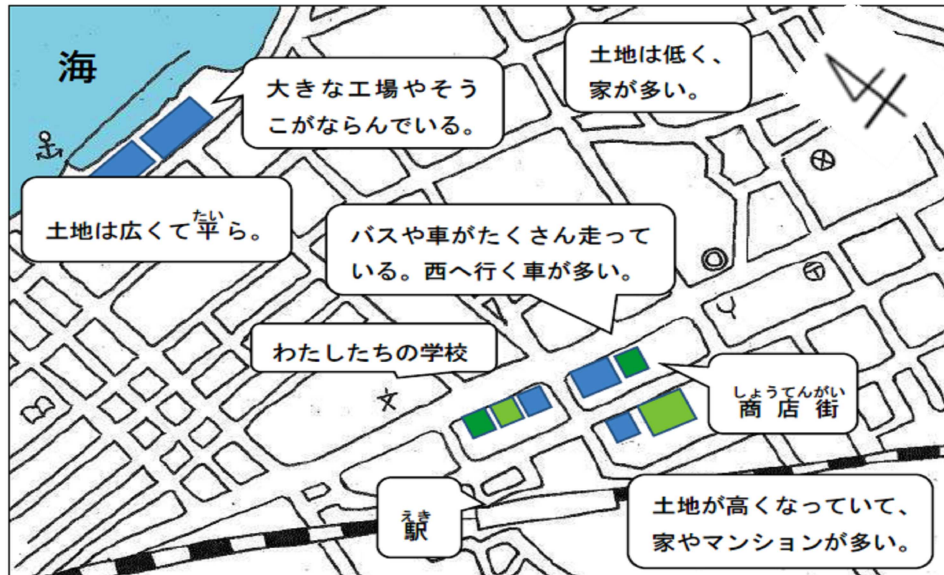 海
大きな工場やそう
こがならんでいる。
土地は低く、
家が多い。
土地は広くて平ら。
たい
バスや車がたくさん走って
いる。西へ行く車が多い。
わたしたちの学校
文
しょうてんがい
商店街
えき
駅
土地が高くなっていて、
家やマンションが多い。